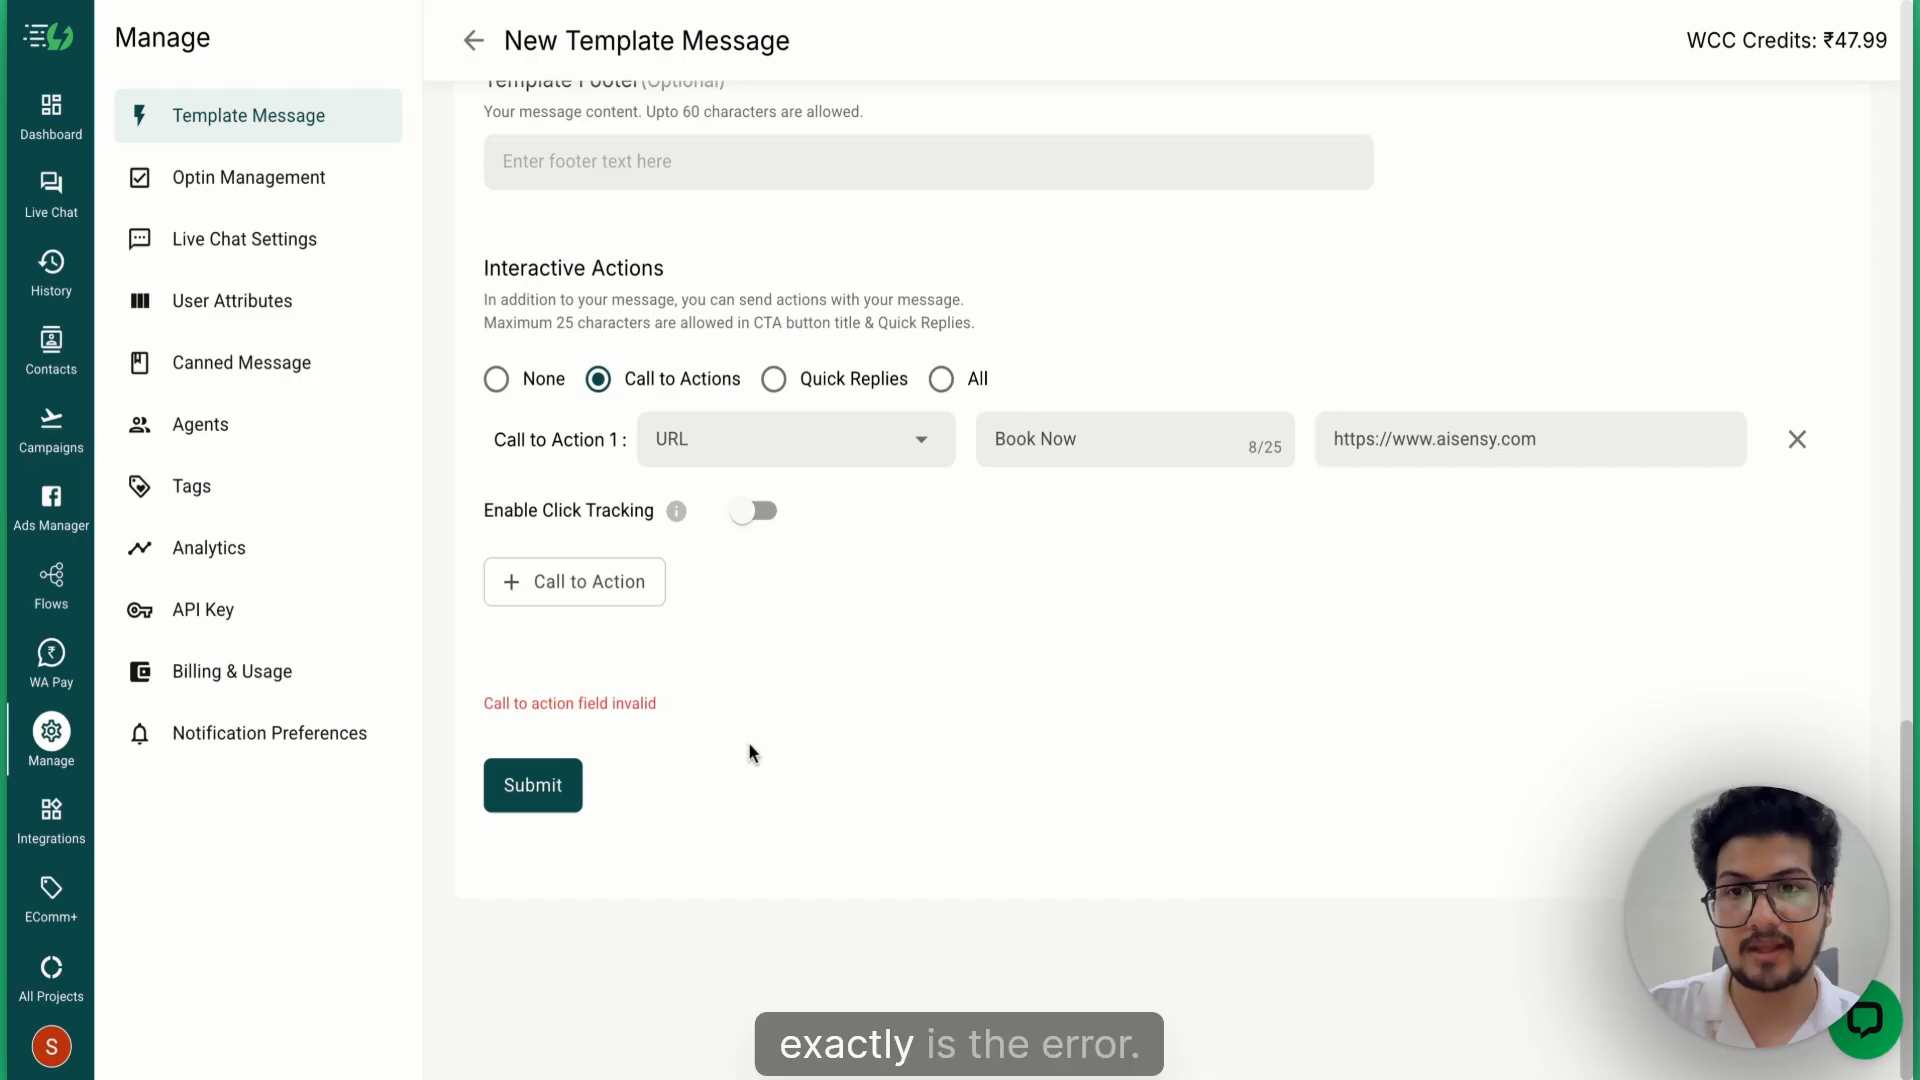 Manage
New Template Message
WCC Credits: ₹47.99
Dashboard
Live Chat
History
Contacts
Campaigns
Ads Manager
Flows
WA Pay
Manage
Integrations
EComm+
All Projects
S
Template Message
Optin Management
Live Chat Settings
User Attributes
Canned Message
Agents
Tags
Analytics
API Key
Billing & Usage
Notification Preferences
Template Footer (Optional)
Your message content. Upto 60 characters are allowed.
Enter footer text here
Interactive Actions
In addition to your message, you can send actions with your message.
Maximum 25 characters are allowed in CTA button title & Quick Replies.
None Call to Actions Quick Replies All
Call to Action 1 : URL Book Now 8/25 https://www.aisensy.com
Enable Click Tracking
+ Call to Action
Call to action field invalid
Submit
exactly is the error.